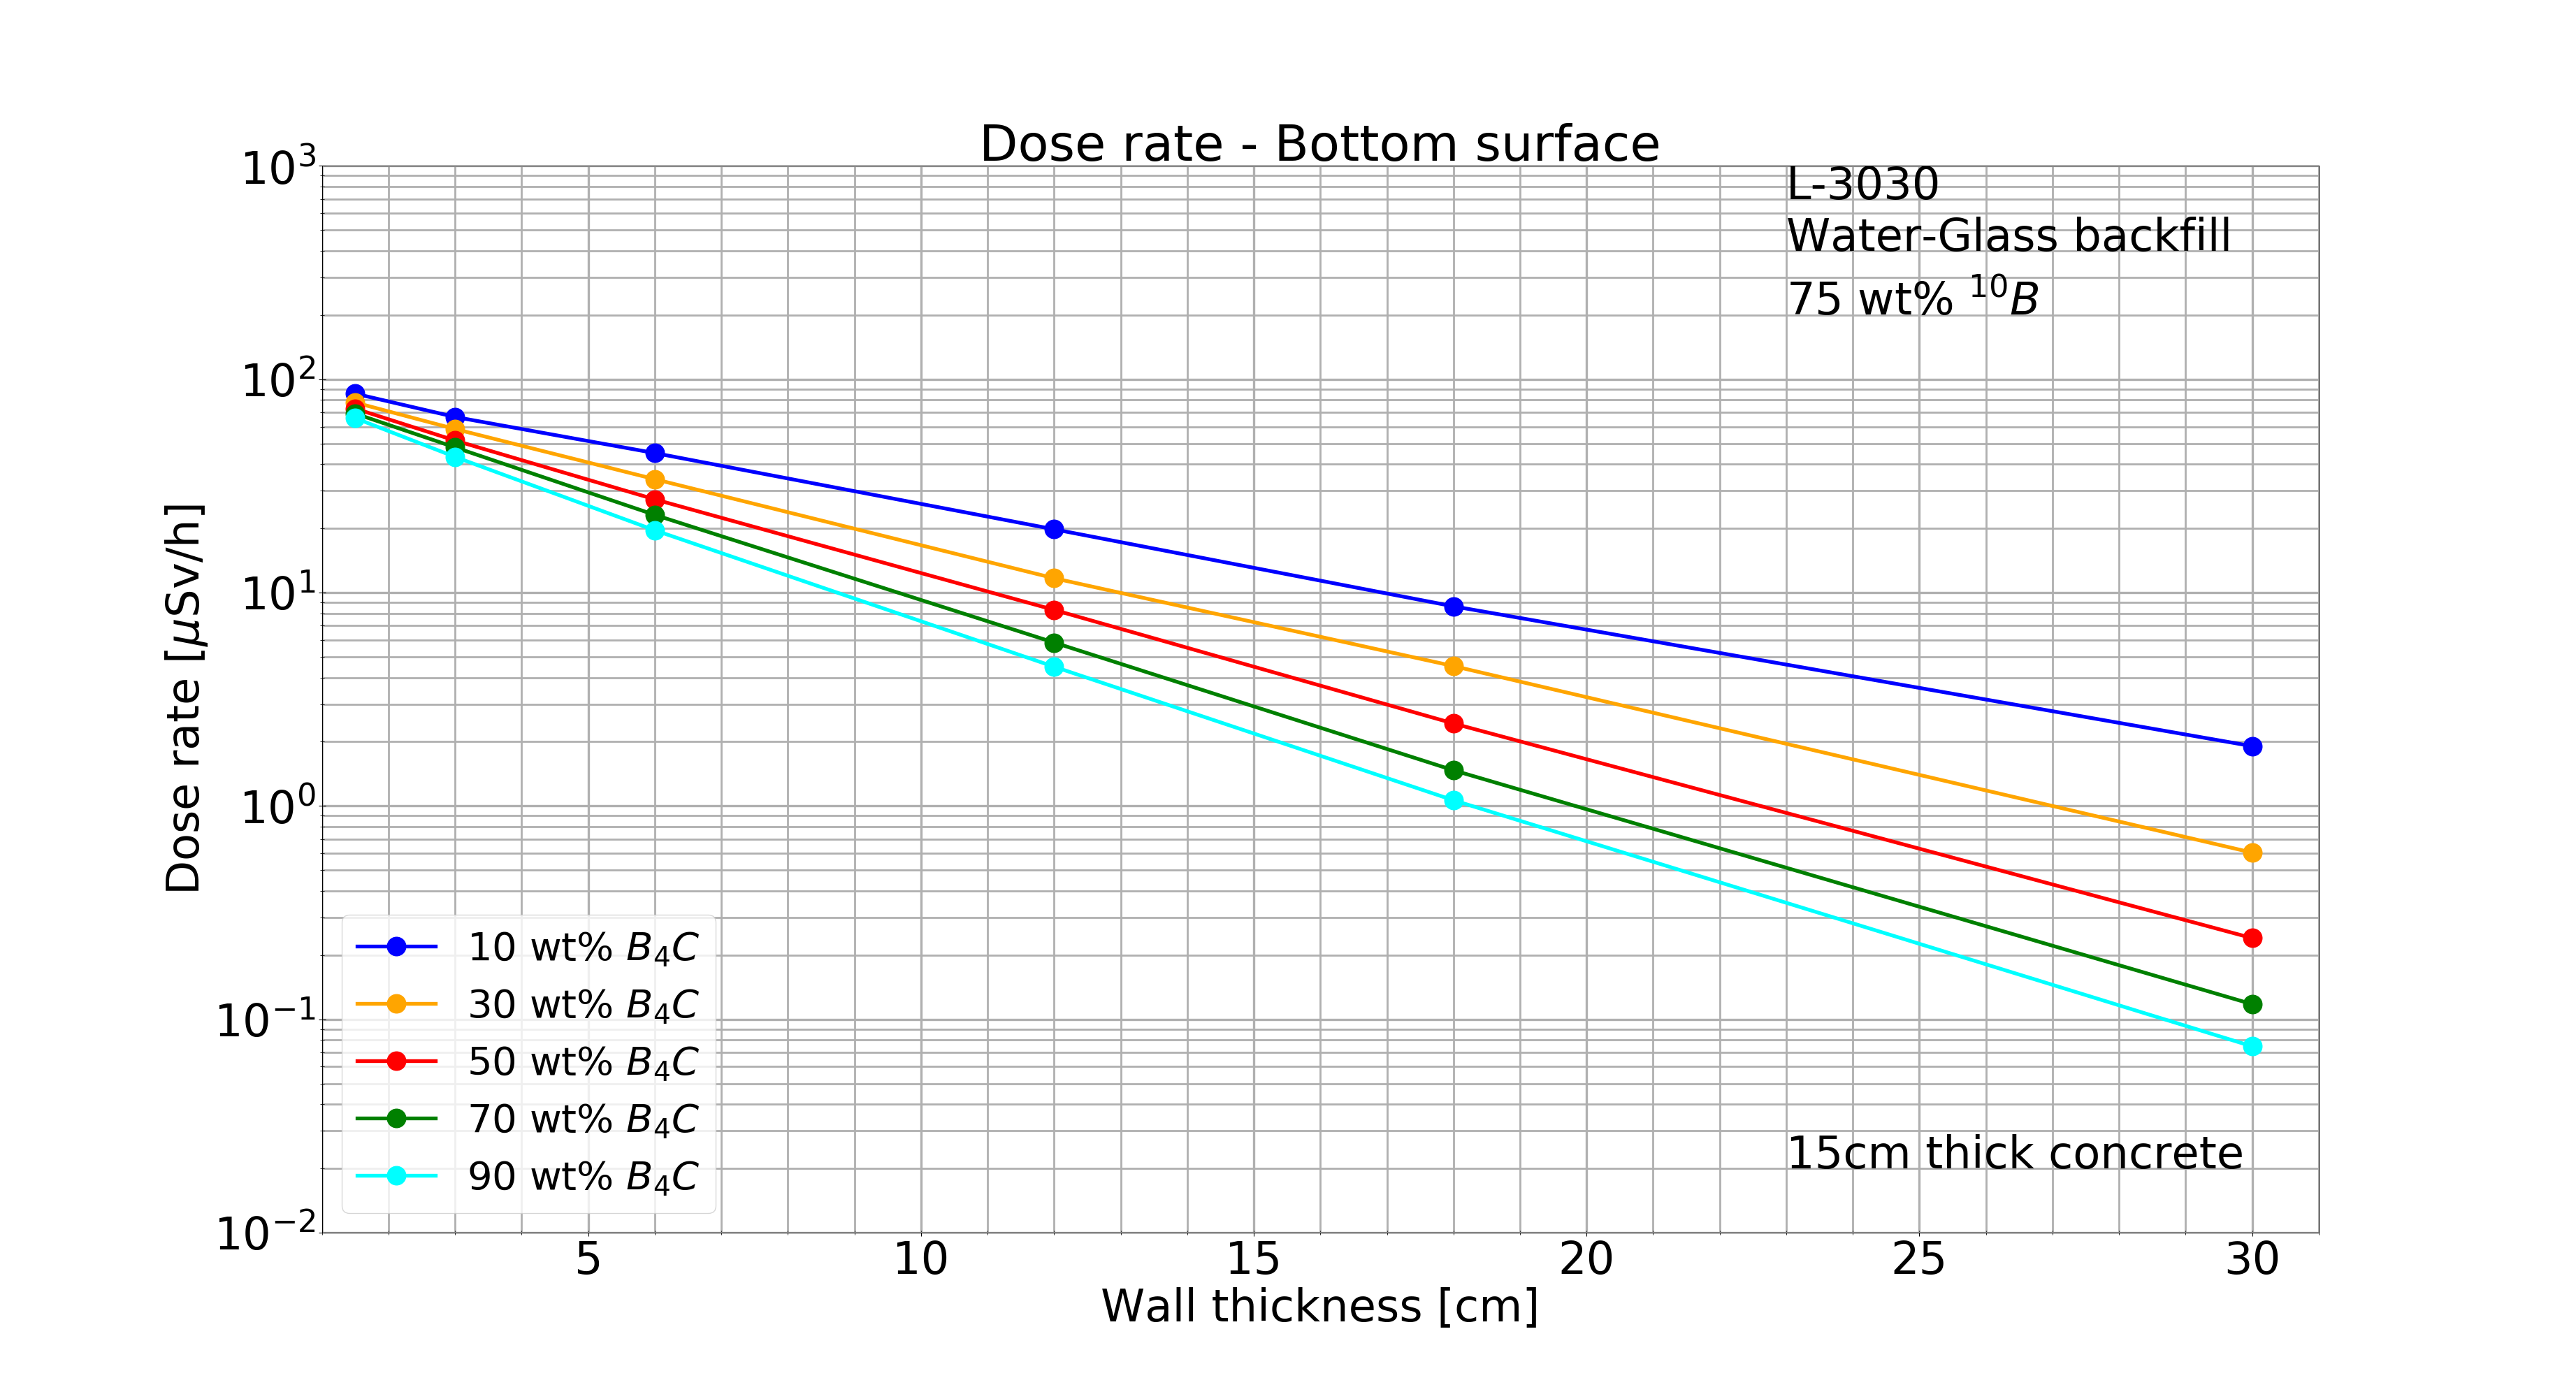 Dose rate - Bottom surface
L-3030
Water-Glass backfill
75 wt% ¹⁰B
10³
10²
10¹
10⁰
10⁻¹
10⁻²
Dose rate [μSv/h]
10 wt% B₄C
30 wt% B₄C
50 wt% B₄C
70 wt% B₄C
90 wt% B₄C
15cm thick concrete
5 10 15 20 25 30
Wall thickness [cm]